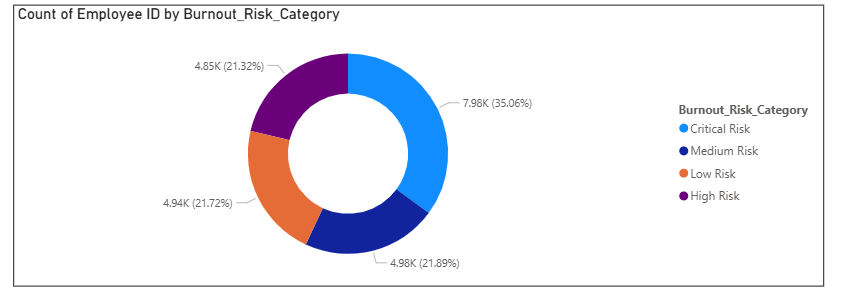 Count of Employee ID by Burnout_Risk_Category
4.85K (21.32%)
7.98K (35.06%)
4.94K (21.72%)
4.98K (21.89%)
Burnout_Risk_Category
Critical Risk
Medium Risk
Low Risk
High Risk